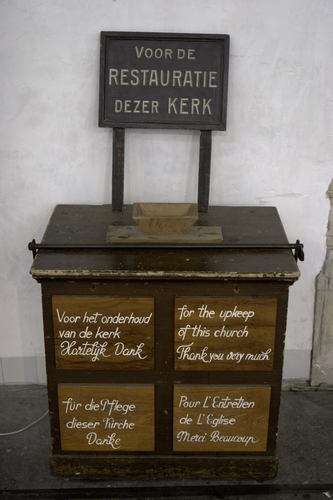 VOOR DE
RESTAURATIE
DEZER KERK
Voor het onderhoud
van de kerk
Hartelijk Dank
for the upkeep
of this church
Thank you very much
für die Pflege
dieser Kirche
Danke
Pour L'Entretien
de L'Eglise
Merci Beaucoup